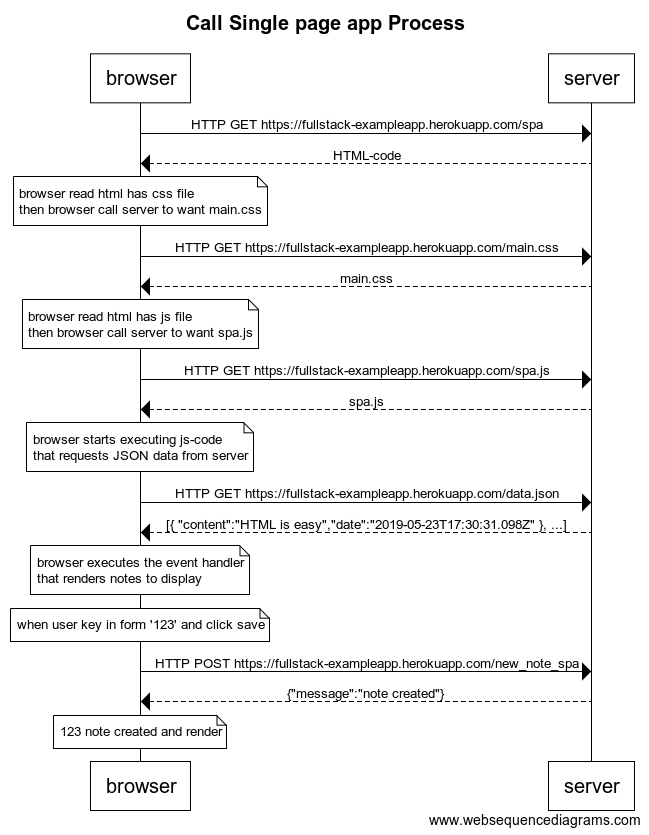 Call Single page app Process
browser
server
HTTP GET https://fullstack-exampleapp.herokuapp.com/spa
HTML-code
browser read html has css file
then browser call server to want main.css
HTTP GET https://fullstack-exampleapp.herokuapp.com/main.css
main.css
browser read html has js file
then browser call server to want spa.js
HTTP GET https://fullstack-exampleapp.herokuapp.com/spa.js
spa.js
browser starts executing js-code
that requests JSON data from server
HTTP GET https://fullstack-exampleapp.herokuapp.com/data.json
[{ "content":"HTML is easy","date":"2019-05-23T17:30:31.098Z" }, ...]
browser executes the event handler
that renders notes to display
when user key in form '123' and click save
HTTP POST https://fullstack-exampleapp.herokuapp.com/new_note_spa
{"message":"note created"}
123 note created and render
browser
server
www.websequencediagrams.com